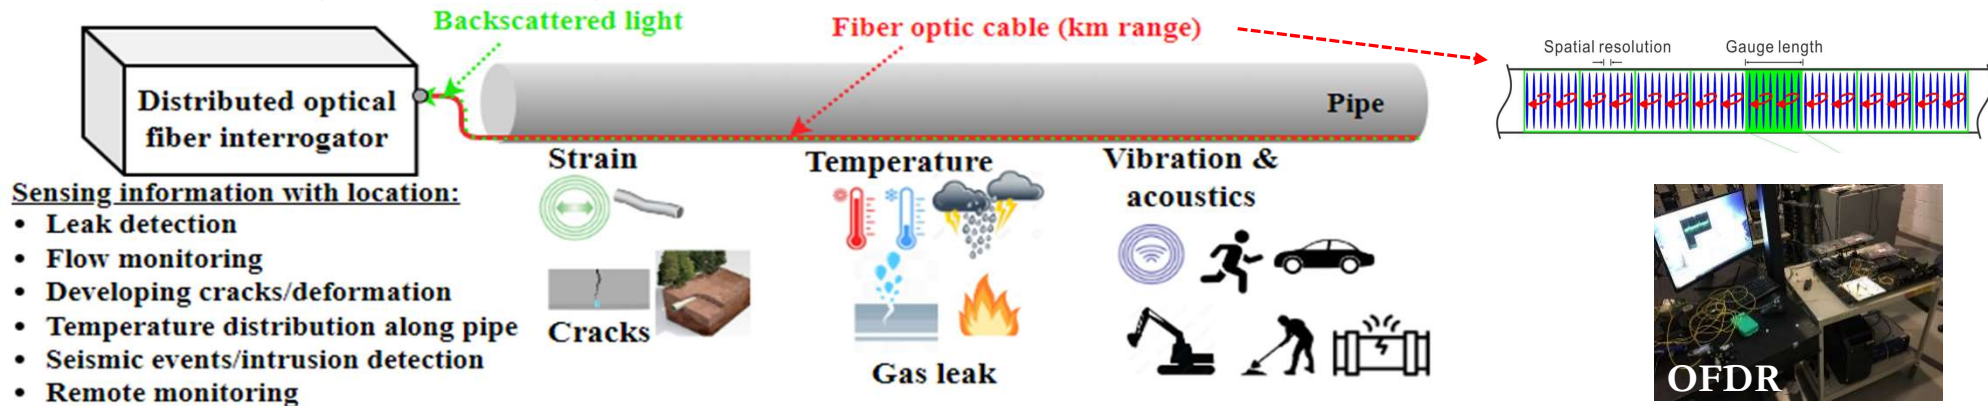 Backscattered light
Fiber optic cable (km range)
Spatial resolution
Gauge length
Distributed optical
fiber interrogator
Pipe
Strain
Temperature
Vibration &
acoustics
Sensing information with location:
• Leak detection
• Flow monitoring
• Developing cracks/deformation
• Temperature distribution along pipe
• Seismic events/intrusion detection
• Remote monitoring
Cracks
Gas leak
OFDR